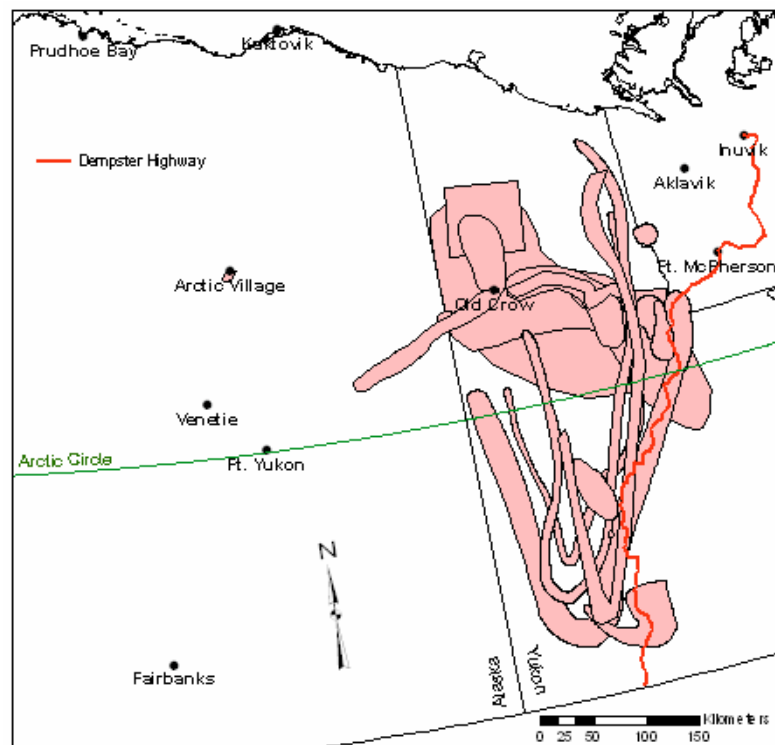 Prudhoe Bay
Kaktovik
Dempster Highway
Inuvik
Aklavik
Ft. McPherson
Arctic Village
Old Crow
Venetie
Arctic Circle
Ft. Yukon
N
Fairbanks
Alaska
Yukon
Kilometers
0 25 50 100 150